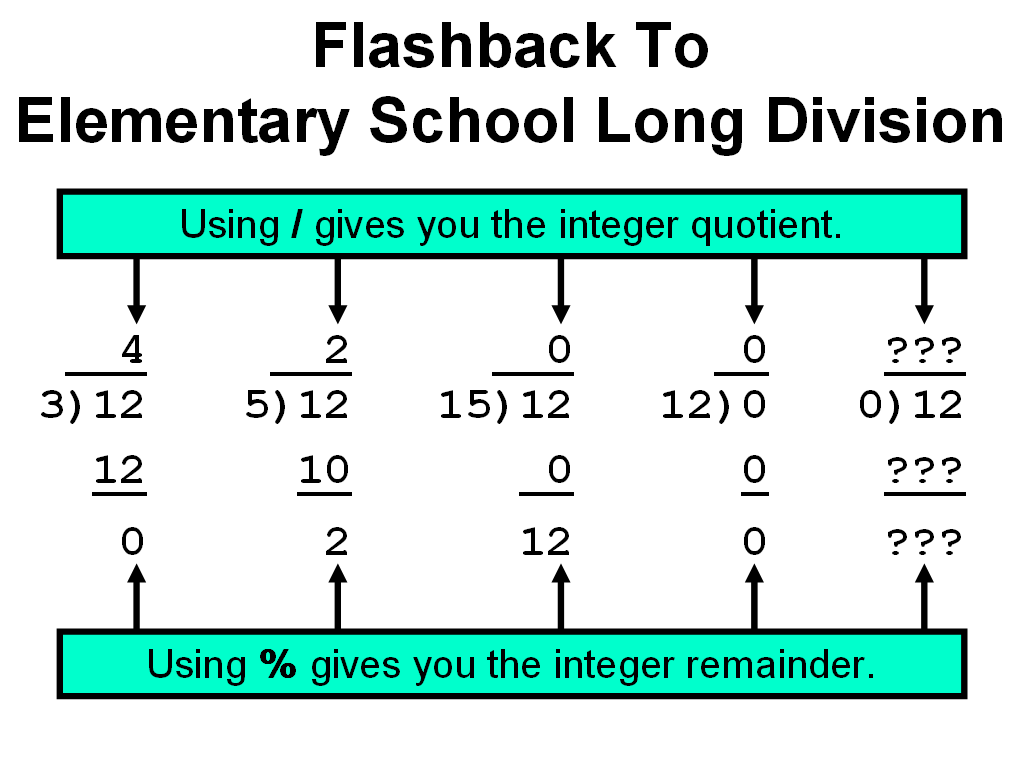 Flashback To
Elementary School Long Division
Using / gives you the integer quotient.
4 2 0 0 ???
3)12 5)12 15)12 12)0 0)12
12 10 0 0 ???
0 2 12 0 ???
Using % gives you the integer remainder.